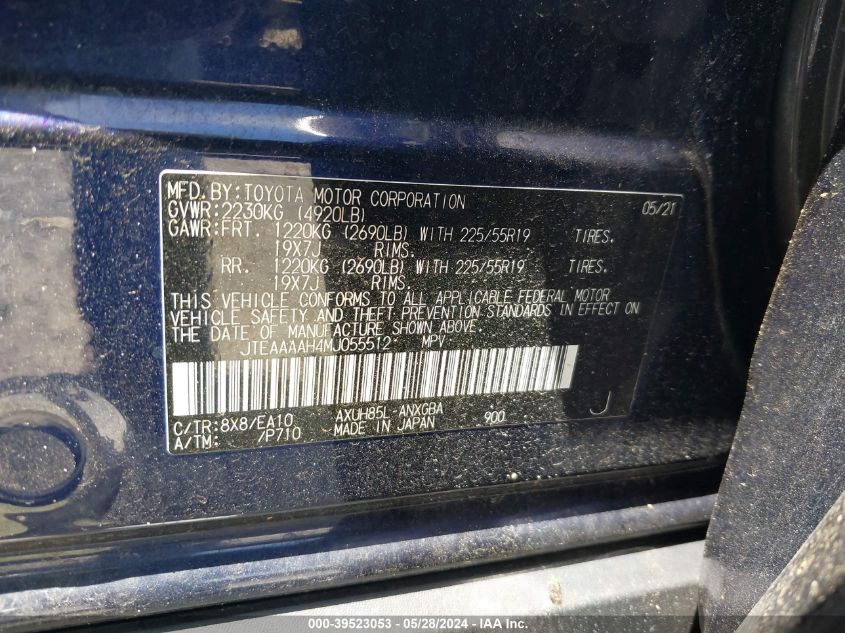 MFD.BY:TOYOTA MOTOR CORPORATION 05/21
GVWR:2230KG (4920LB)
GAWR:FRT. 1220KG (2690LB) WITH 225/55R19 TIRES.
19X7J RIMS.
RR. 1220KG (2690LB) WITH 225/55R19 TIRES.
19X7J RIMS.
THIS VEHICLE CONFORMS TO ALL APPLICABLE FEDERAL MOTOR
VEHICLE SAFETY AND THEFT PREVENTION STANDARDS IN EFFECT ON
THE DATE OF MANUFACTURE SHOWN ABOVE.
JTEAAAAH4MJ055512 MPV
C/TR:8X8/EA10 AXUH85L-ANXGBA 900 J
A/TM: /P710 MADE IN JAPAN
000-39523053 - 05/28/2024 - IAA Inc.